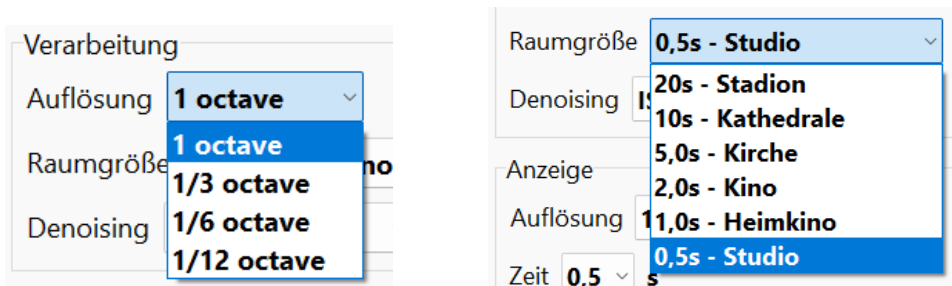 Verarbeitung
Auflösung 1 octave
1 octave
Raumgröße
1/3 octave
1/6 octave
Denoising
1/12 octave
Raumgröße 0,5s - Studio
20s - Stadion
Denoising
10s - Kathedrale
5,0s - Kirche
Anzeige
2,0s - Kino
Auflösung 1
1,0s - Heimkino
0,5s - Studio
Zeit 0,5 s